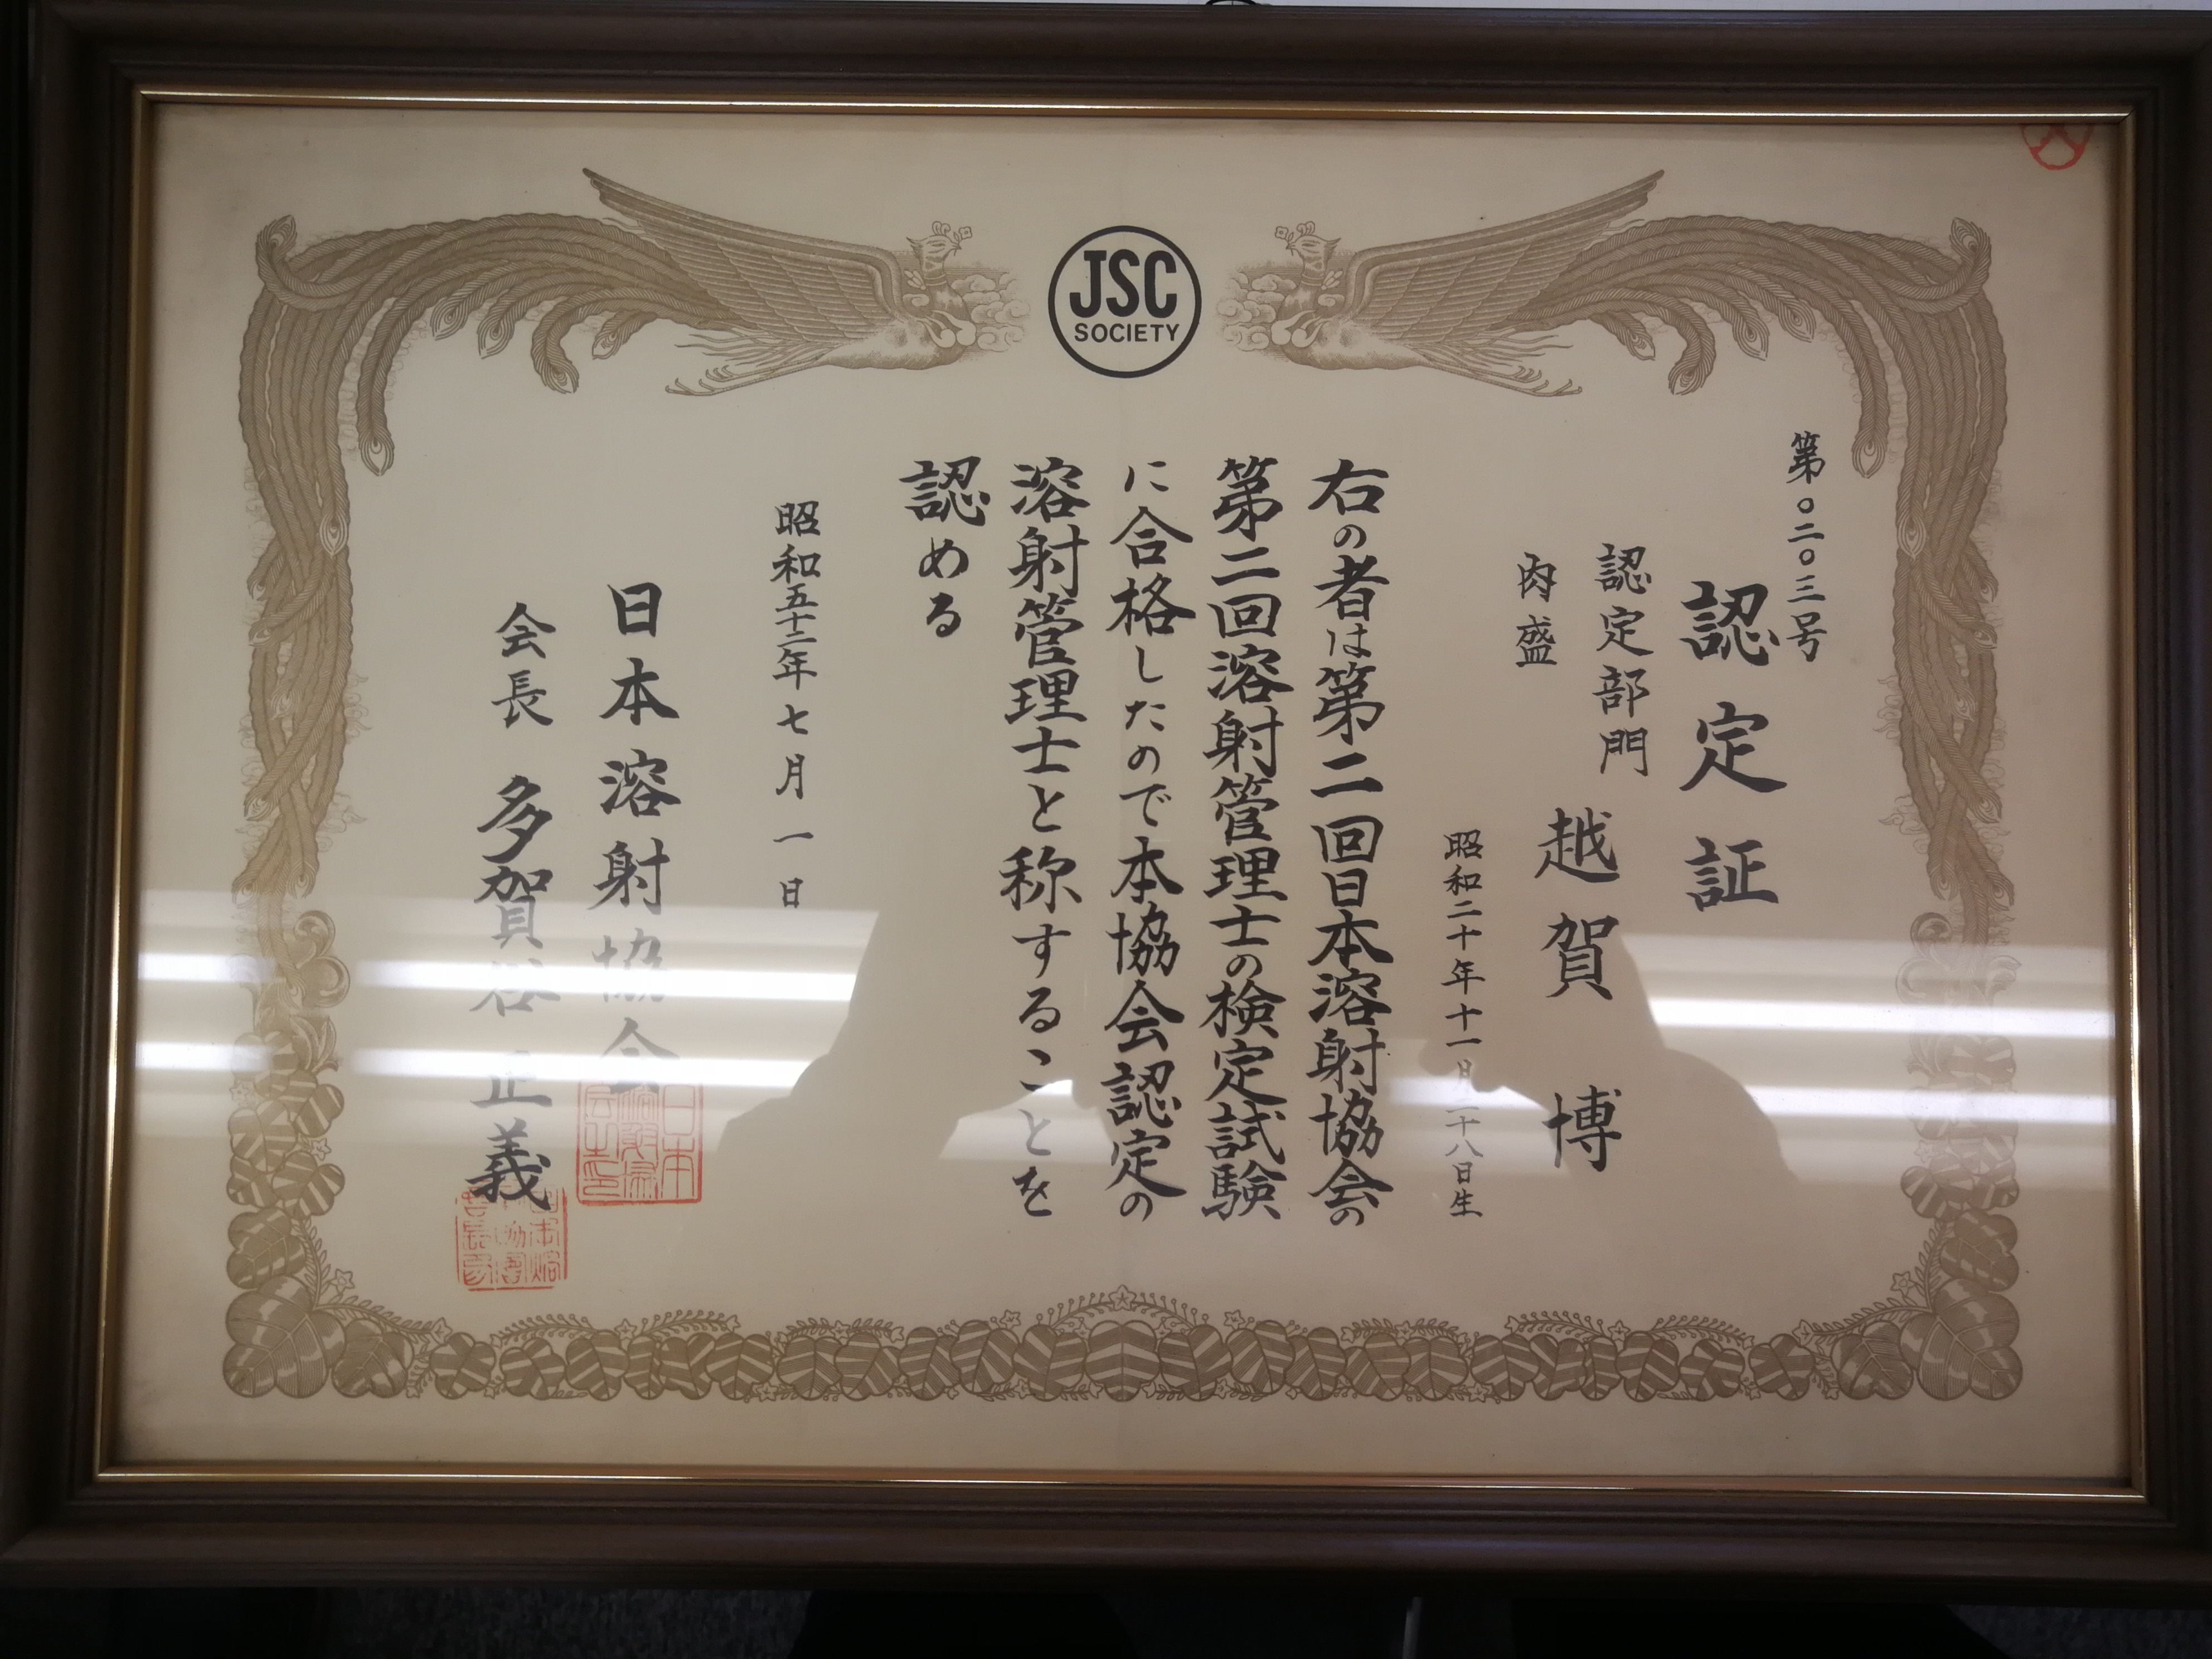 JSC
SOCIETY
第〇二〇三号
認定証
認定部門
肉盛
越賀博
昭和二十年十一月二十八日生
右の者は第二回日本溶射協会の
第二回溶射管理士の検定試験
に合格したので本協会認定の
溶射管理士と称することを
認める
昭和五十二年七月一日
日本溶射協会
会長 多賀谷正義